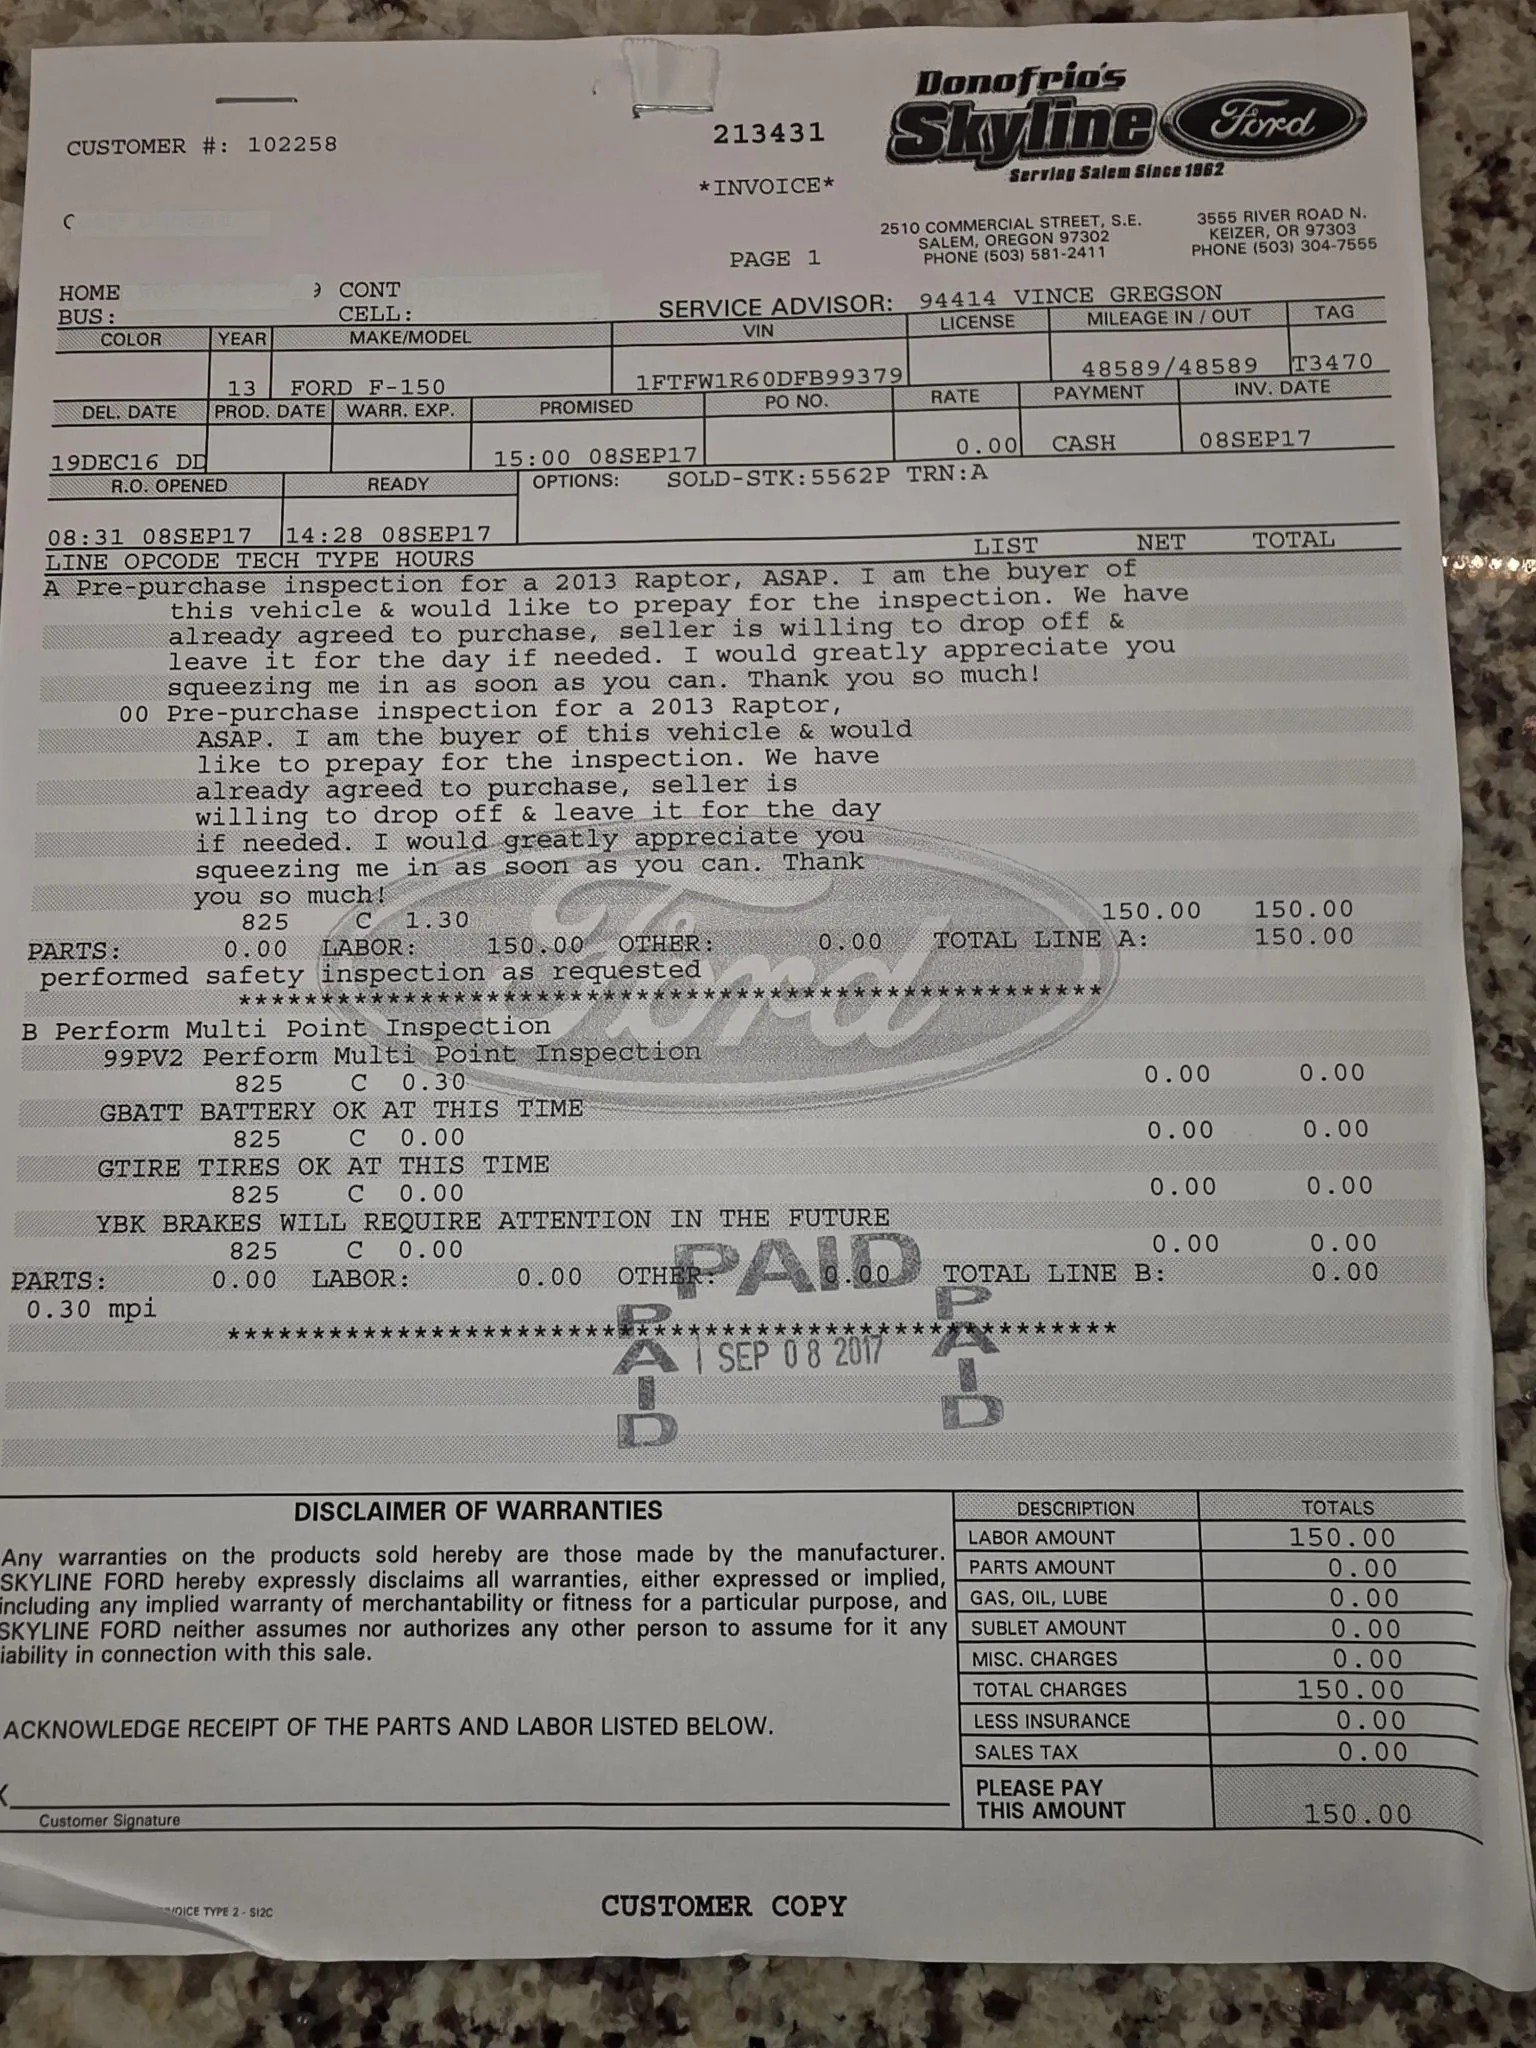 Donofrio's
Skyline Ford
Serving Salem Since 1962
213431
CUSTOMER #: 102258
*INVOICE*
C
2510 COMMERCIAL STREET, S.E.
SALEM, OREGON 97302
PHONE (503) 581-2411
3555 RIVER ROAD N.
KEIZER, OR 97303
PHONE (503) 304-7555
PAGE 1
HOME 9 CONT
BUS: CELL:
SERVICE ADVISOR: 94414 VINCE GREGSON
COLOR YEAR MAKE/MODEL VIN LICENSE MILEAGE IN / OUT TAG
13 FORD F-150 1FTFW1R60DFB99379 48589/48589 T3470
DEL. DATE PROD. DATE WARR. EXP. PROMISED PO NO. RATE PAYMENT INV. DATE
19DEC16 DD 15:00 08SEP17 0.00 CASH 08SEP17
R.O. OPENED READY OPTIONS: SOLD-STK:5562P TRN:A
08:31 08SEP17 14:28 08SEP17
LINE OPCODE TECH TYPE HOURS LIST NET TOTAL
A Pre-purchase inspection for a 2013 Raptor, ASAP. I am the buyer of
this vehicle & would like to prepay for the inspection. We have
already agreed to purchase, seller is willing to drop off &
leave it for the day if needed. I would greatly appreciate you
squeezing me in as soon as you can. Thank you so much!
00 Pre-purchase inspection for a 2013 Raptor,
ASAP. I am the buyer of this vehicle & would
like to prepay for the inspection. We have
already agreed to purchase, seller is
willing to drop off & leave it for the day
if needed. I would greatly appreciate you
squeezing me in as soon as you can. Thank
you so much!
825 C 1.30 150.00 150.00
PARTS: 0.00 LABOR: 150.00 OTHER: 0.00 TOTAL LINE A: 150.00
performed safety inspection as requested
****************************************************
Ford
B Perform Multi Point Inspection
99PV2 Perform Multi Point Inspection
825 C 0.30 0.00 0.00
GBATT BATTERY OK AT THIS TIME
825 C 0.00 0.00 0.00
GTIRE TIRES OK AT THIS TIME
825 C 0.00 0.00 0.00
YBK BRAKES WILL REQUIRE ATTENTION IN THE FUTURE
825 C 0.00 0.00 0.00
PARTS: 0.00 LABOR: 0.00 OTHER: 0.00 TOTAL LINE B: 0.00
0.30 mpi
****************************************************
PAID
PAID
SEP 08 2017
PAID
DISCLAIMER OF WARRANTIES
Any warranties on the products sold hereby are those made by the manufacturer.
SKYLINE FORD hereby expressly disclaims all warranties, either expressed or implied,
including any implied warranty of merchantability or fitness for a particular purpose, and
SKYLINE FORD neither assumes nor authorizes any other person to assume for it any
iability in connection with this sale.
ACKNOWLEDGE RECEIPT OF THE PARTS AND LABOR LISTED BELOW.
X
Customer Signature
DESCRIPTION TOTALS
LABOR AMOUNT 150.00
PARTS AMOUNT 0.00
GAS, OIL, LUBE 0.00
SUBLET AMOUNT 0.00
MISC. CHARGES 0.00
TOTAL CHARGES 150.00
LESS INSURANCE 0.00
SALES TAX 0.00
PLEASE PAY
THIS AMOUNT 150.00
VOICE TYPE 2 - SI2C
CUSTOMER COPY